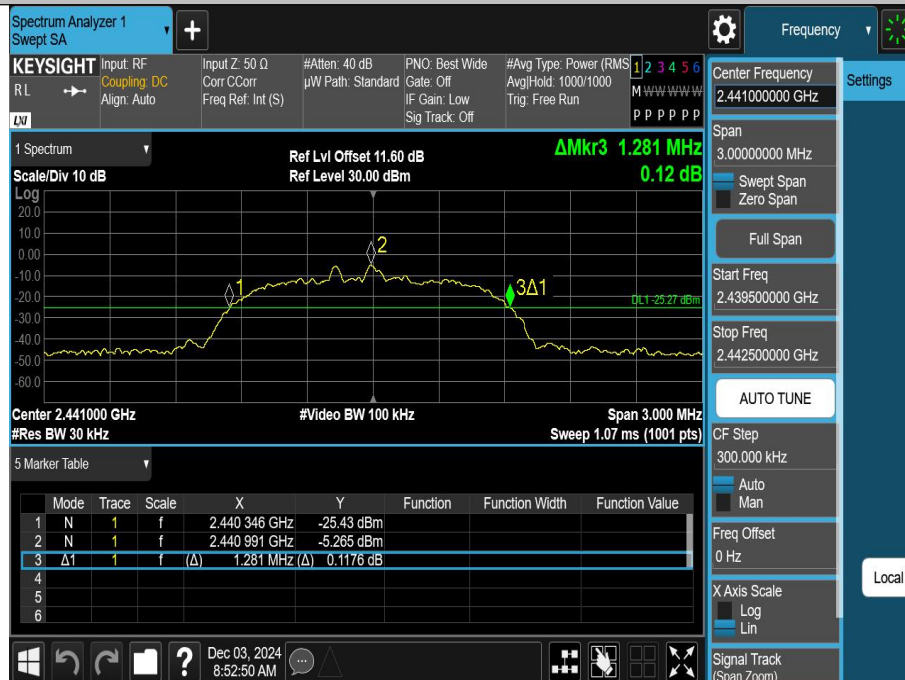 Spectrum Analyzer 1
Swept SA
+
Frequency
KEYSIGHT
RL
LXI
Input: RF
Coupling: DC
Align: Auto
Input Z: 50 Ω
Corr CCorr
Freq Ref: Int (S)
#Atten: 40 dB
µW Path: Standard
PNO: Best Wide
Gate: Off
IF Gain: Low
Sig Track: Off
#Avg Type: Power (RMS
Avg|Hold: 1000/1000
Trig: Free Run
1 2 3 4 5 6
M W W W W W
P P P P P P
1 Spectrum
Scale/Div 10 dB
Ref Lvl Offset 11.60 dB
Ref Level 30.00 dBm
ΔMkr3 1.281 MHz
0.12 dB
Log
20.0
10.0
0.00
-10.0
-20.0
-30.0
-40.0
-50.0
-60.0
1
2
3Δ1
DL1 -25.27 dBm
Center 2.441000 GHz
#Video BW 100 kHz
Span 3.000 MHz
#Res BW 30 kHz
Sweep 1.07 ms (1001 pts)
5 Marker Table
Mode Trace Scale X Y Function Function Width Function Value
1 N 1 f 2.440 346 GHz -25.43 dBm
2 N 1 f 2.440 991 GHz -5.265 dBm
3 Δ1 1 f (Δ) 1.281 MHz (Δ) 0.1176 dB
4
5
6
?
Dec 03, 2024
8:52:50 AM
Center Frequency
2.441000000 GHz
Settings
Span
3.00000000 MHz
Swept Span
Zero Span
Full Span
Start Freq
2.439500000 GHz
Stop Freq
2.442500000 GHz
AUTO TUNE
CF Step
300.000 kHz
Auto
Man
Freq Offset
0 Hz
Local
X Axis Scale
Log
Lin
Signal Track
(Span Zoom)